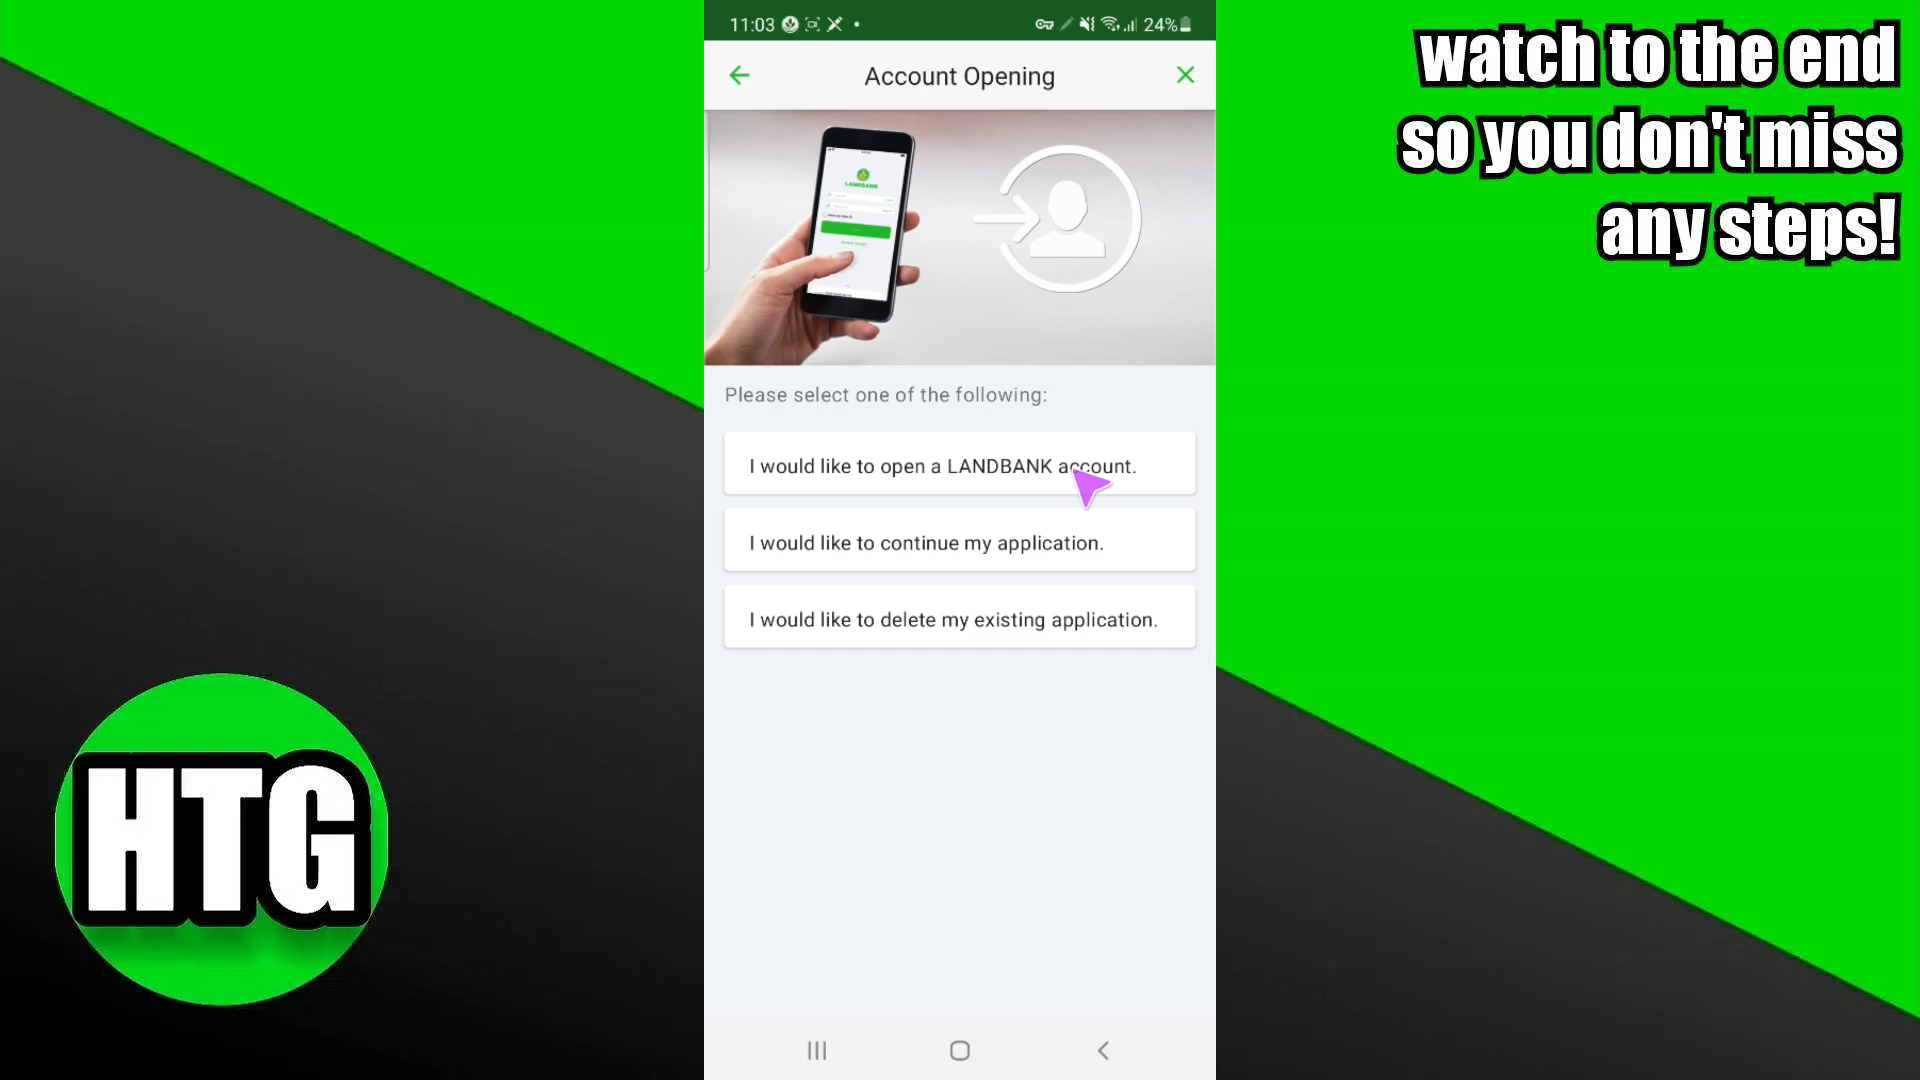 watch to the end
so you don't miss
any steps!
11:03
24%
Account Opening
LANDBANK
Please select one of the following:
I would like to open a LANDBANK account.
I would like to continue my application.
I would like to delete my existing application.
HTG